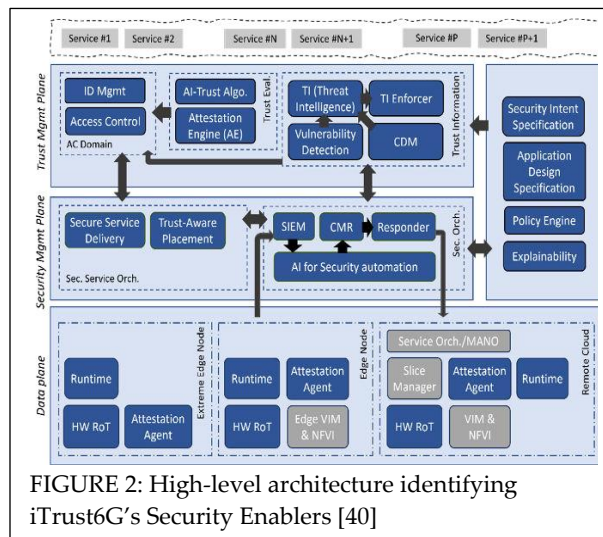 Service #1
Service #2
Service #N
Service #N+1
Service #P
Service #P+1
Trust Mgmt Plane
ID Mgmt
Access Control
AC Domain
AI-Trust Algo.
Attestation
Engine (AE)
Trust Eval.
TI (Threat
Intelligence)
TI Enforcer
Vulnerability
Detection
CDM
Trust Information
Security Intent
Specification
Application
Design
Specification
Policy Engine
Explainability
Security Mgmt Plane
Secure Service
Delivery
Trust-Aware
Placement
Sec. Service Orch.
SIEM
CMR
Responder
AI for Security automation
Sec. Orch.
Data plane
Runtime
HW RoT
Attestation
Agent
Extreme Edge Node
Runtime
Attestation
Agent
HW RoT
Edge VIM
& NFVI
Edge Node
Service Orch./MANO
Slice
Manager
Attestation
Agent
Runtime
HW RoT
VIM &
NFVI
Remote Cloud
FIGURE 2: High-level architecture identifying
iTrust6G's Security Enablers [40]